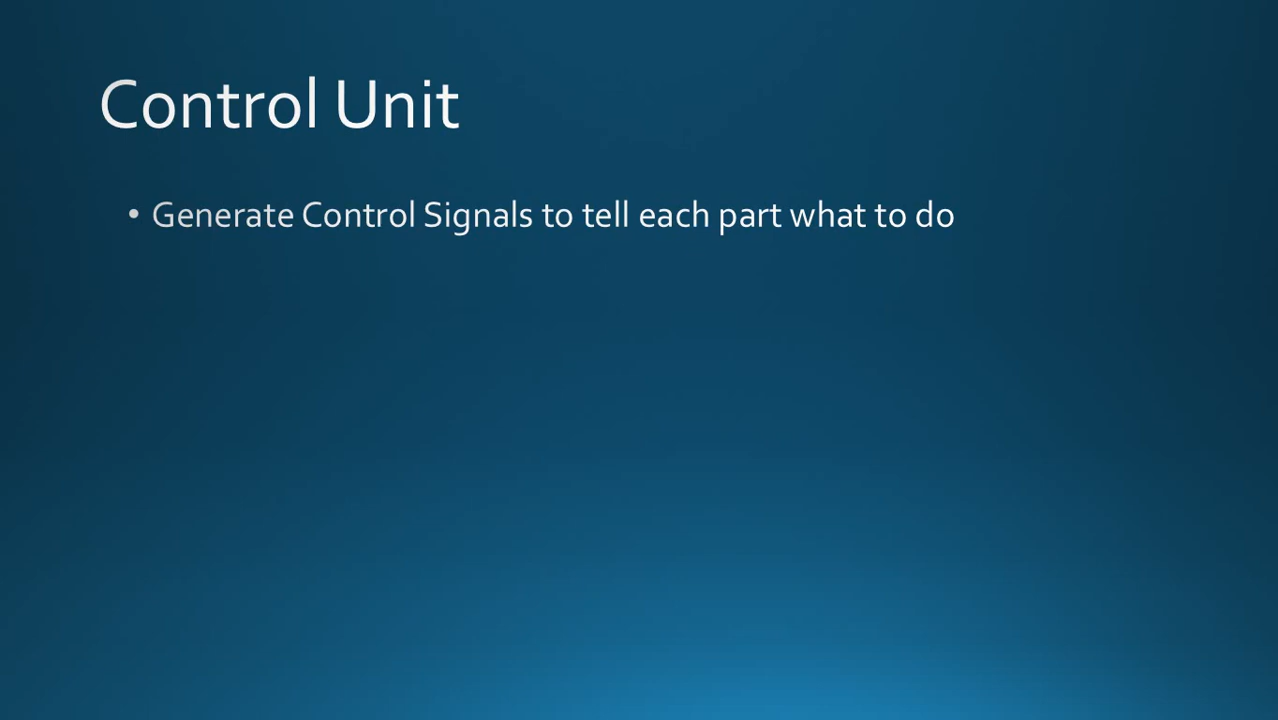 Control Unit
• Generate Control Signals to tell each part what to do